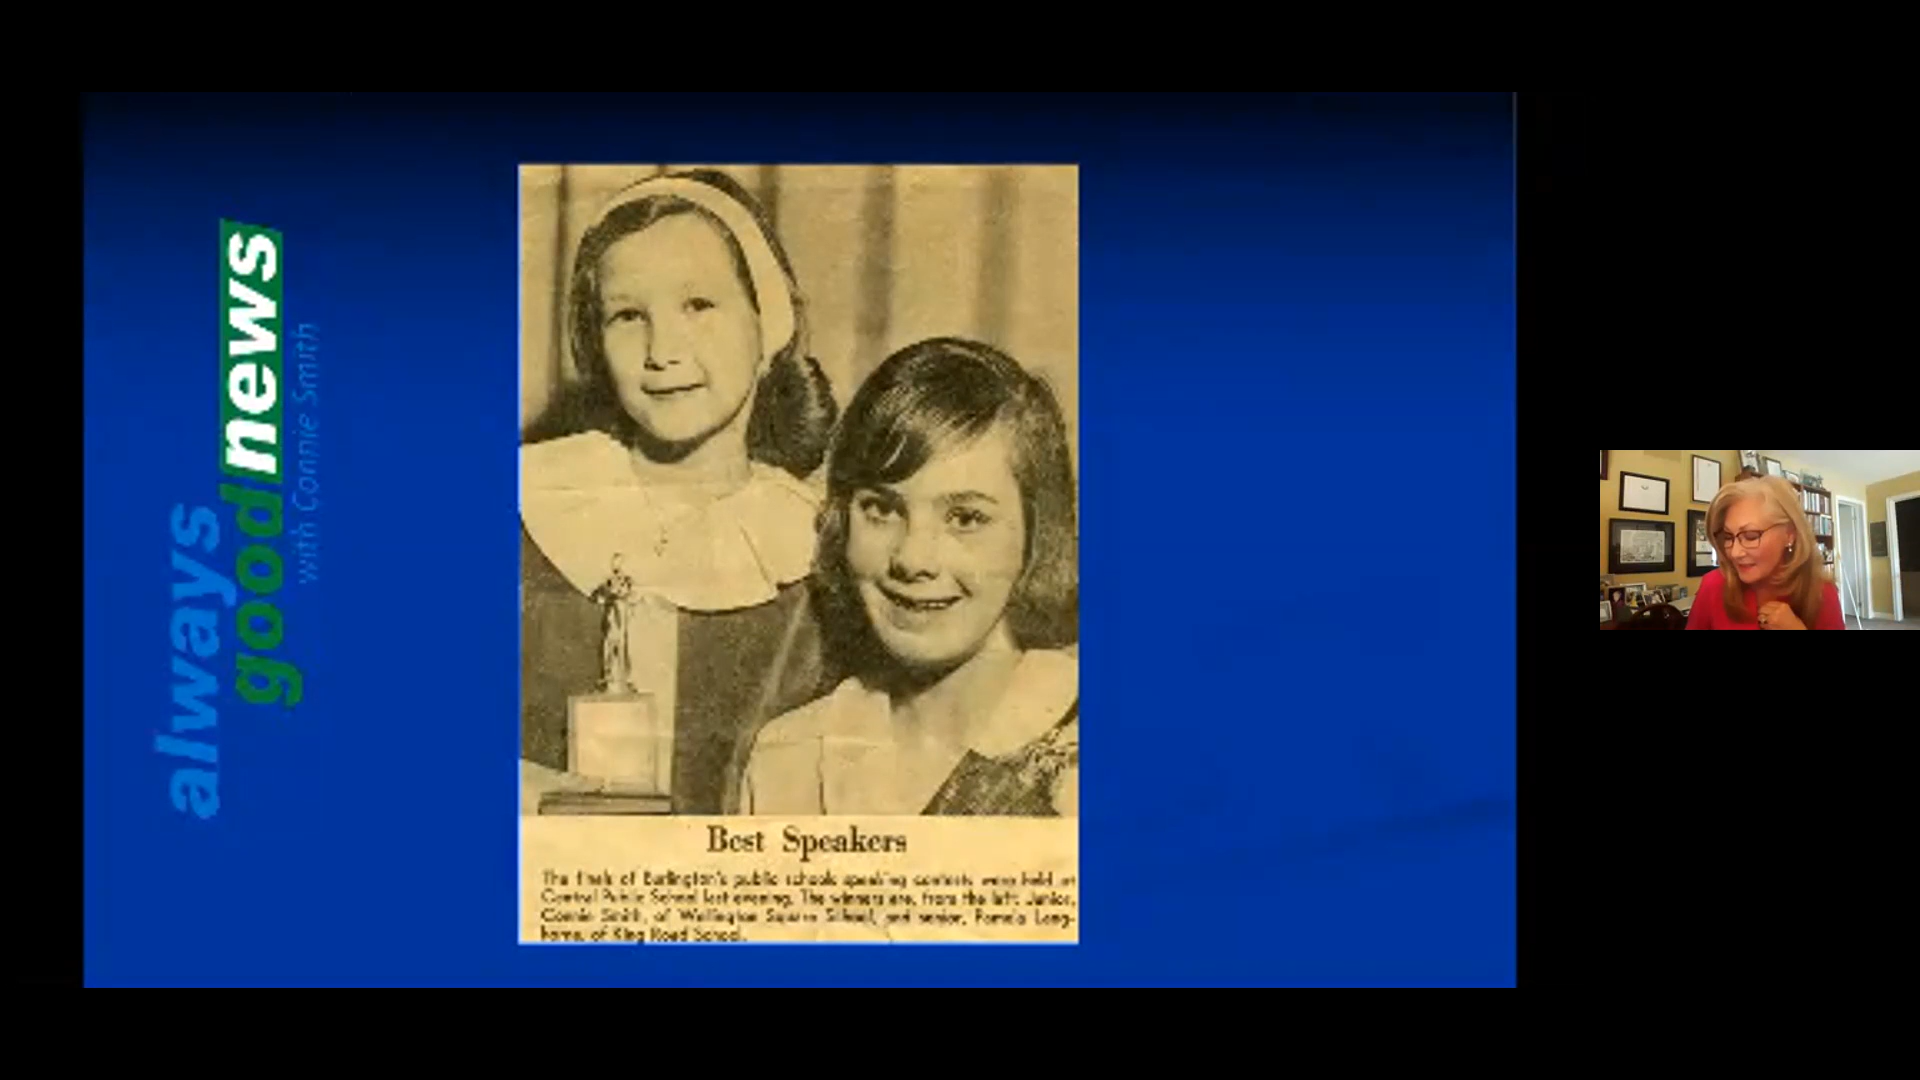 always
good news
with Connie Smith
Best Speakers
The finals of Burlington's public schools speaking contests were held at
Central Public School last evening. The winners are, from the left: Junior,
Connie Smith, of Wellington Square School, and senior, Pamela Lang-
horne, of King Road School.